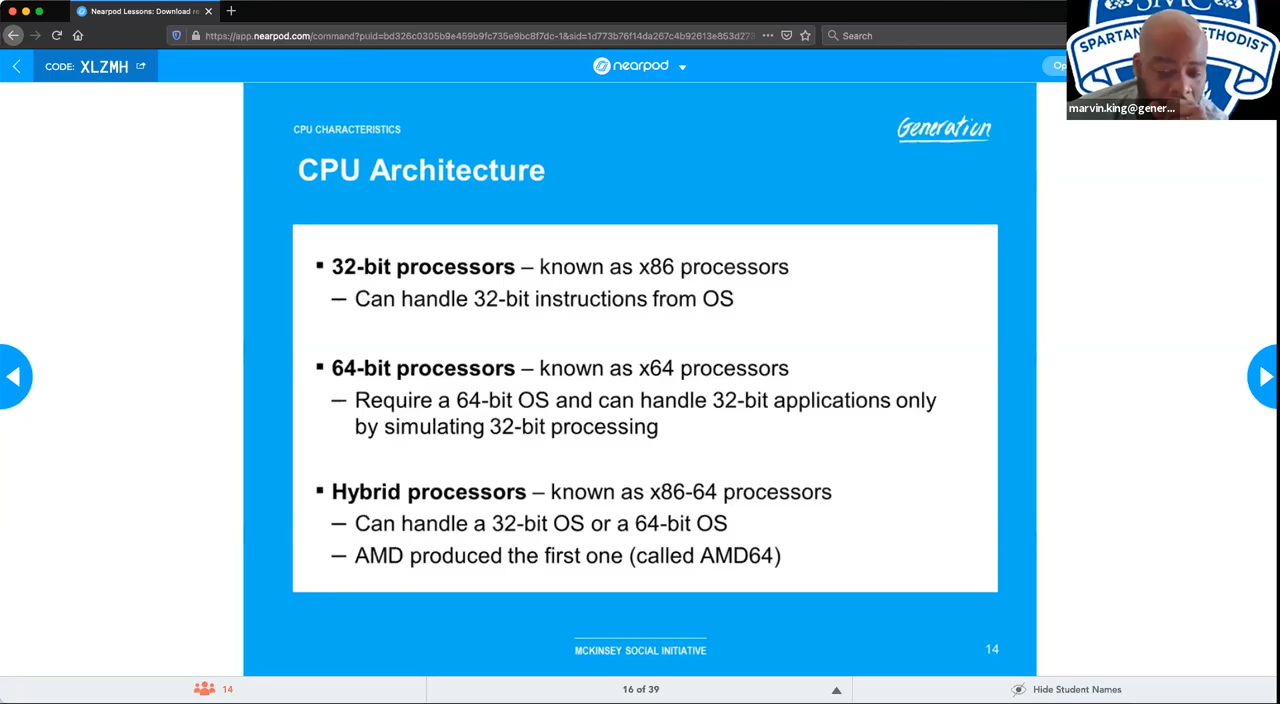 Nearpod Lessons: Download re
CODE: XLZMH
https://app.nearpod.com/command?puid=bd326c0305b9e459b9fc735e9bc8f7dc-1&sid=1d773b76f14da267c4b92613e853d273
Search
nearpod
Op
SMC
SPARTAN METHODIST
marvin.king@gener...
CPU CHARACTERISTICS
Generation
CPU Architecture
▪ 32-bit processors – known as x86 processors
– Can handle 32-bit instructions from OS
▪ 64-bit processors – known as x64 processors
– Require a 64-bit OS and can handle 32-bit applications only
by simulating 32-bit processing
▪ Hybrid processors – known as x86-64 processors
– Can handle a 32-bit OS or a 64-bit OS
– AMD produced the first one (called AMD64)
MCKINSEY SOCIAL INITIATIVE
14
14
16 of 39
Hide Student Names